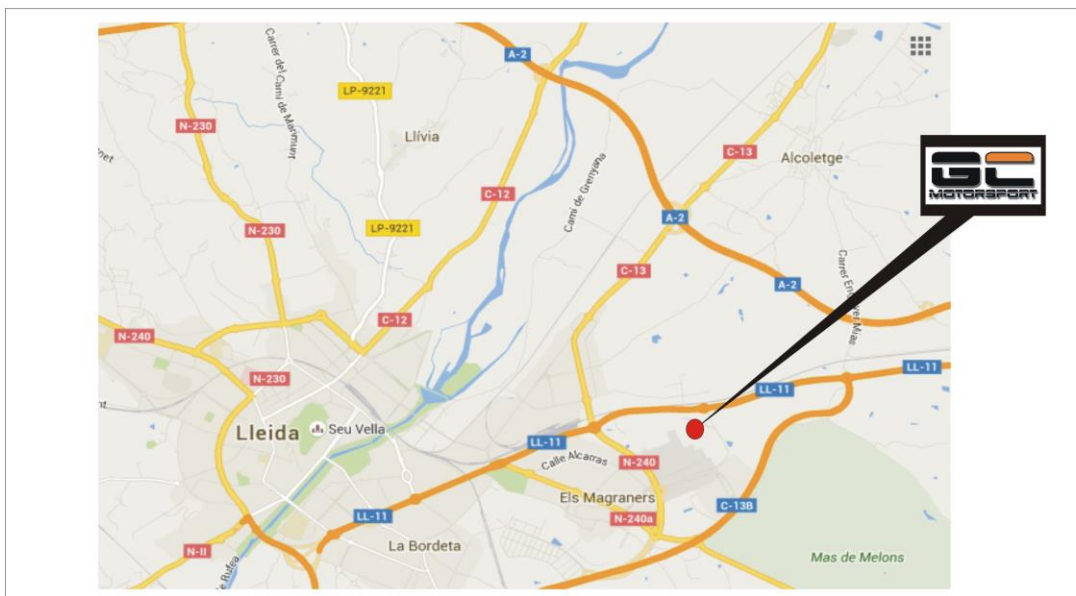 A-2
Carrer del Camí de Marimunt
LP-9221
N-230
Llívia
C-13
Alcoletge
GC
MOTORSPORT
Camí de Grenyana
C-12
A-2
LP-9221
N-230
C-13
A-2
C-12
N-240
LL-11
N-230
LL-11
Lleida
Seu Vella
LL-11
Calle Alcarras
N-240
Els Magraners
C-13B
LL-11
N-240a
La Bordeta
N-II
Mas de Melons